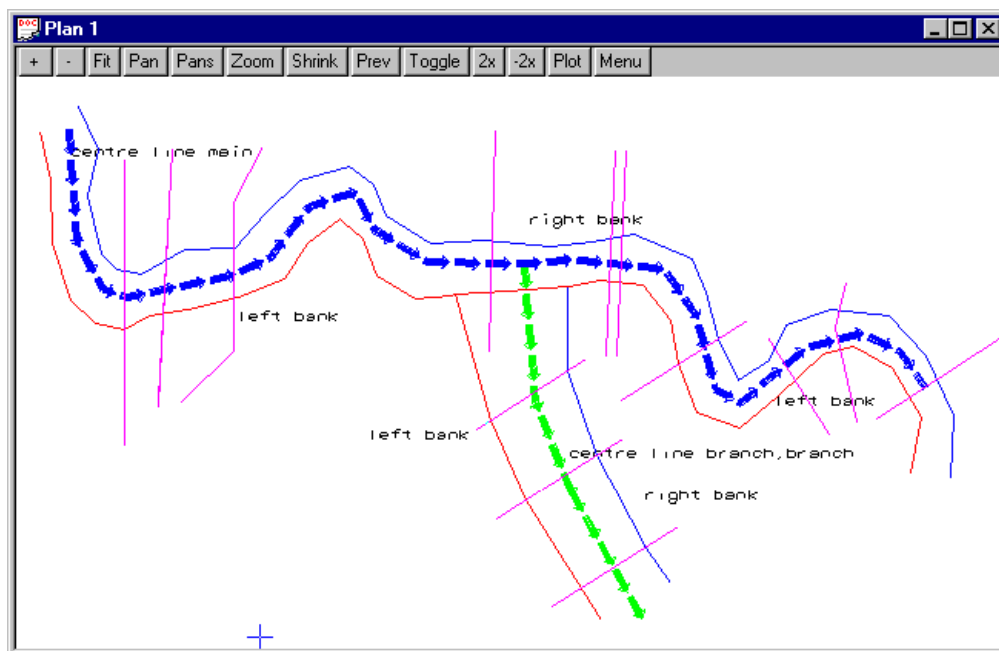 DOC
Plan 1
+ - Fit Pan Pans Zoom Shrink Prev Toggle 2x -2x Plot Menu
centre line main
right bank
left bank
left bank
left bank
centre line branch,branch
right bank